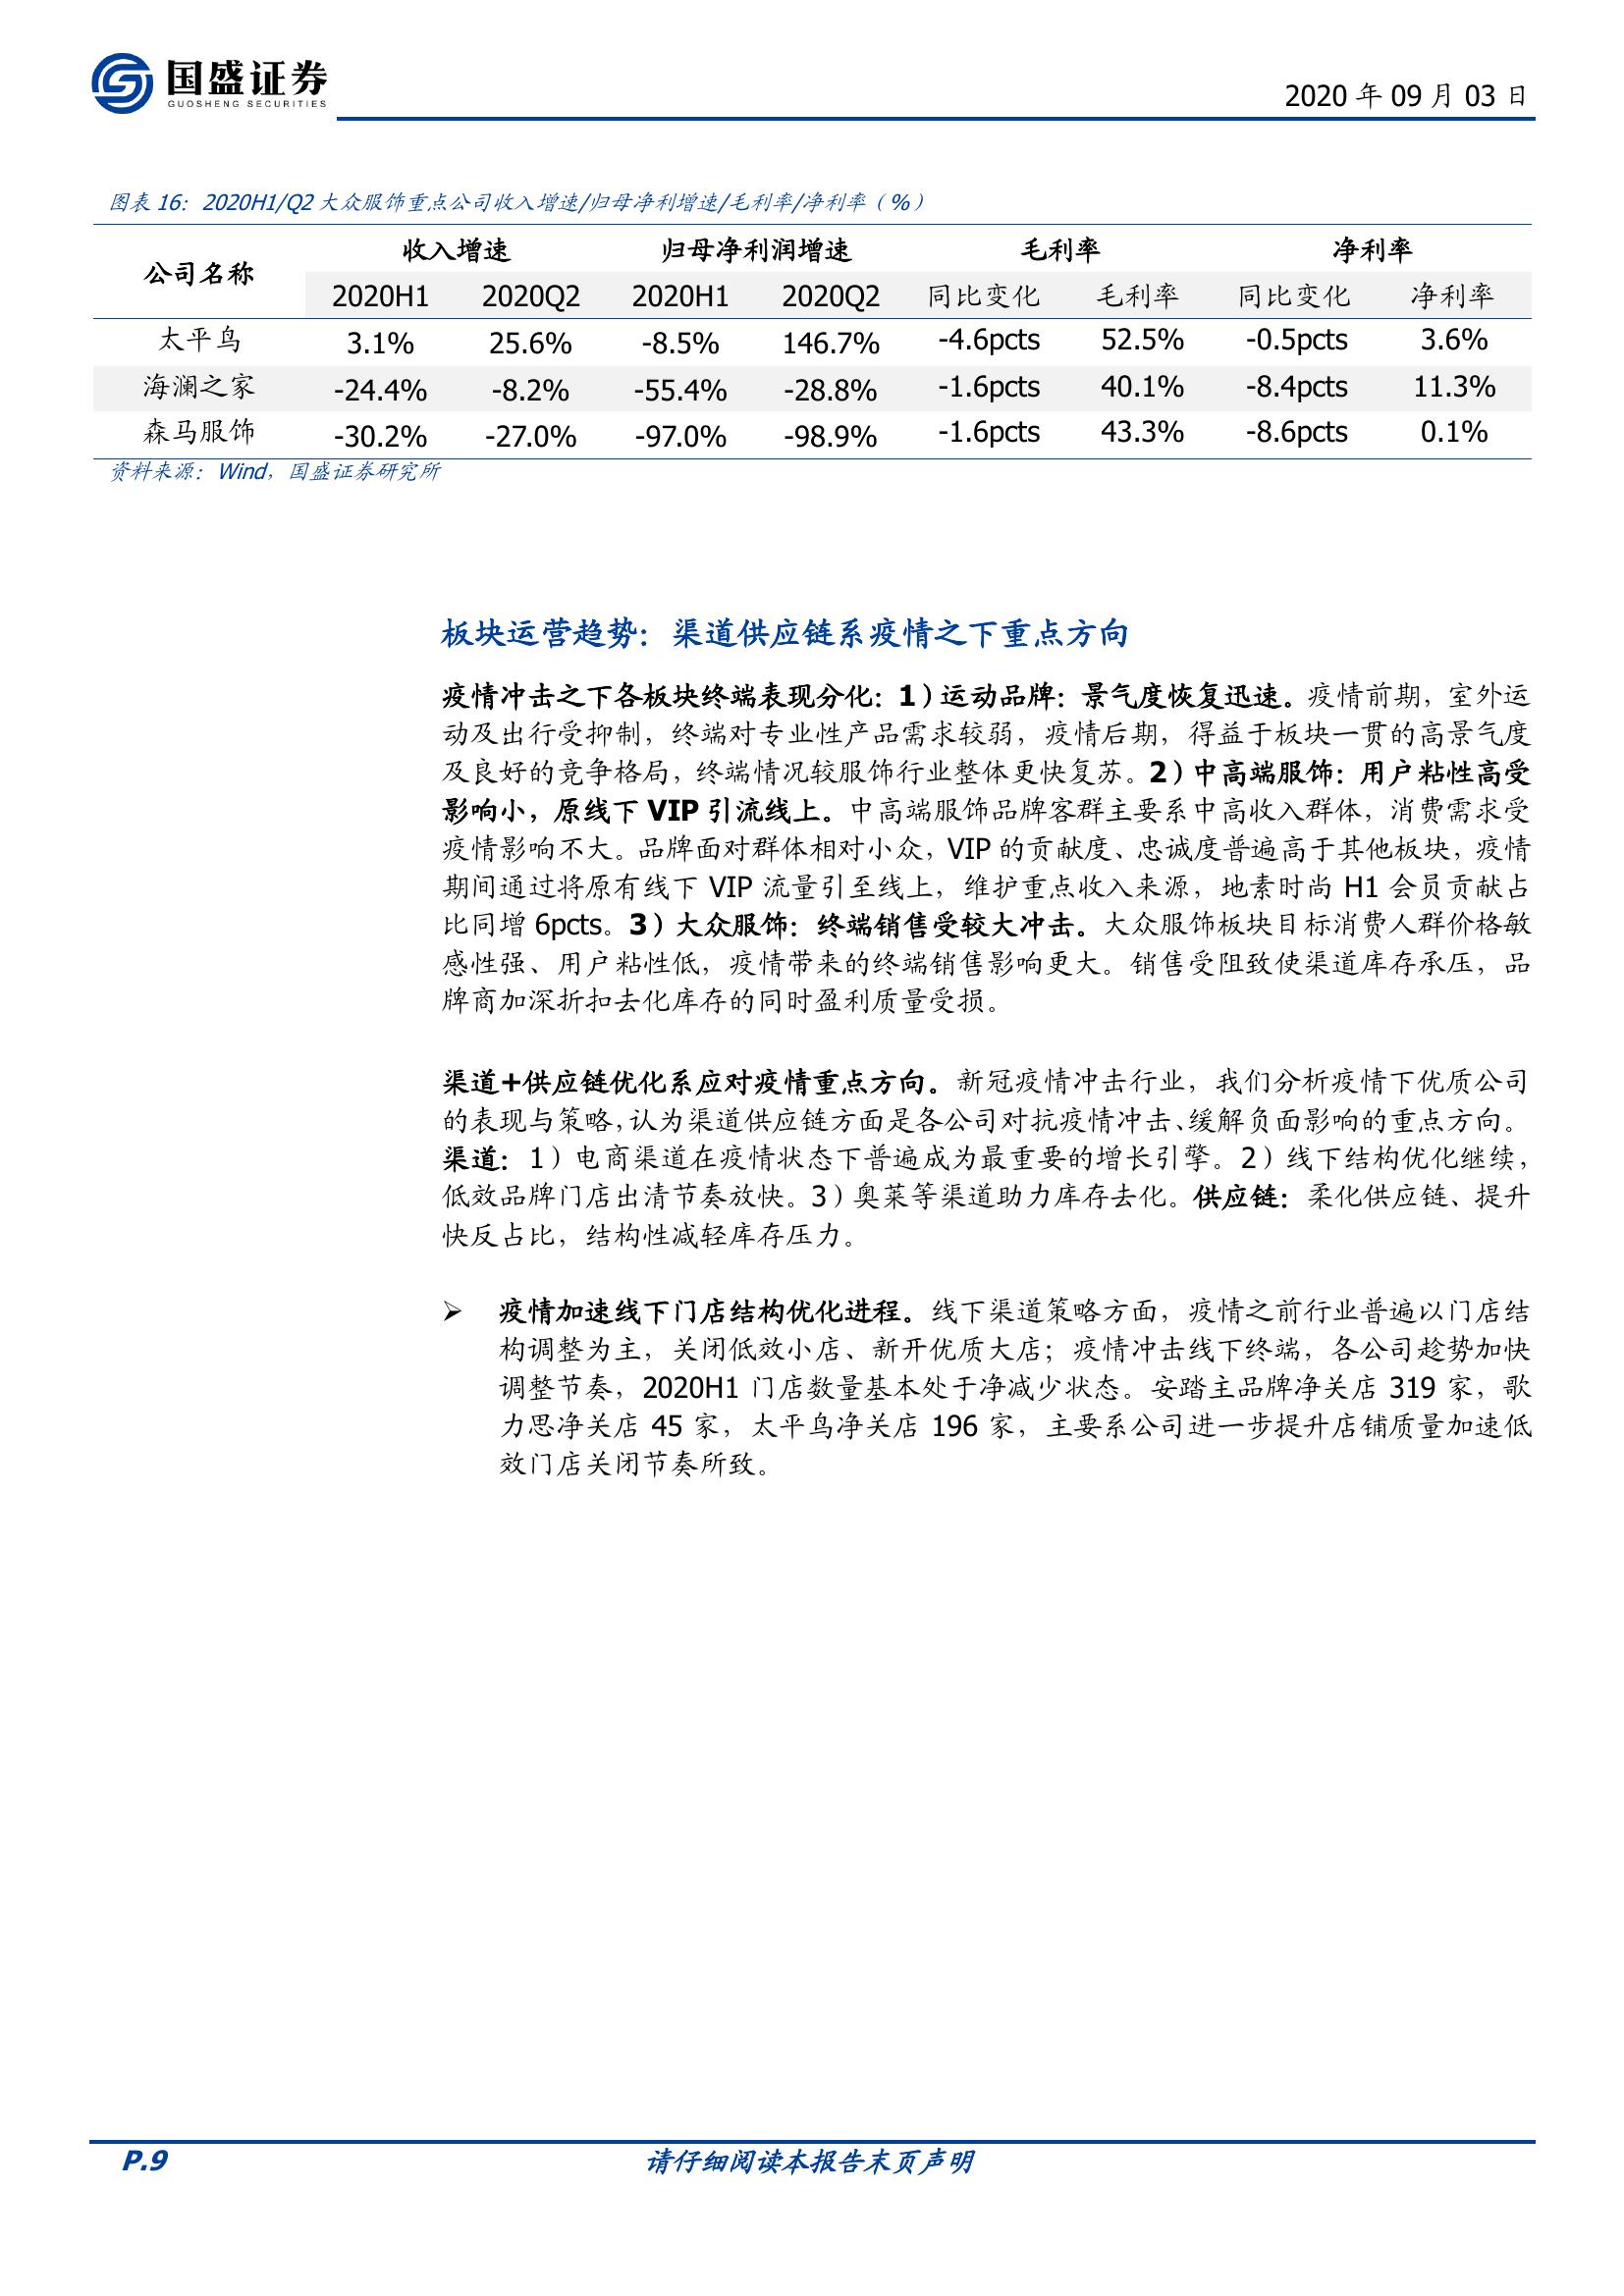 国盛证券
GUOSHENG SECURITIES
2020 年 09 月 03 日
图表 16：2020H1/Q2 大众服饰重点公司收入增速/归母净利增速/毛利率/净利率（%）
公司名称 收入增速 归母净利润增速 毛利率 净利率
2020H1 2020Q2 2020H1 2020Q2 同比变化 毛利率 同比变化 净利率
太平鸟 3.1% 25.6% -8.5% 146.7% -4.6pcts 52.5% -0.5pcts 3.6%
海澜之家 -24.4% -8.2% -55.4% -28.8% -1.6pcts 40.1% -8.4pcts 11.3%
森马服饰 -30.2% -27.0% -97.0% -98.9% -1.6pcts 43.3% -8.6pcts 0.1%
资料来源：Wind，国盛证券研究所
板块运营趋势：渠道供应链系疫情之下重点方向
疫情冲击之下各板块终端表现分化：1）运动品牌：景气度恢复迅速。疫情前期，室外运
动及出行受抑制，终端对专业性产品需求较弱，疫情后期，得益于板块一贯的高景气度
及良好的竞争格局，终端情况较服饰行业整体更快复苏。2）中高端服饰：用户粘性高受
影响小，原线下 VIP 引流线上。中高端服饰品牌客群主要系中高收入群体，消费需求受
疫情影响不大。品牌面对群体相对小众，VIP 的贡献度、忠诚度普遍高于其他板块，疫情
期间通过将原有线下 VIP 流量引至线上，维护重点收入来源，地素时尚 H1 会员贡献占
比同增 6pcts。3）大众服饰：终端销售受较大冲击。大众服饰板块目标消费人群价格敏
感性强、用户粘性低，疫情带来的终端销售影响更大。销售受阻致使渠道库存承压，品
牌商加深折扣去化库存的同时盈利质量受损。
渠道+供应链优化系应对疫情重点方向。新冠疫情冲击行业，我们分析疫情下优质公司
的表现与策略，认为渠道供应链方面是各公司对抗疫情冲击、缓解负面影响的重点方向。
渠道：1）电商渠道在疫情状态下普遍成为最重要的增长引擎。2）线下结构优化继续，
低效品牌门店出清节奏放快。3）奥莱等渠道助力库存去化。供应链：柔化供应链、提升
快反占比，结构性减轻库存压力。
➢ 疫情加速线下门店结构优化进程。线下渠道策略方面，疫情之前行业普遍以门店结
构调整为主，关闭低效小店、新开优质大店；疫情冲击线下终端，各公司趁势加快
调整节奏，2020H1 门店数量基本处于净减少状态。安踏主品牌净关店 319 家，歌
力思净关店 45 家，太平鸟净关店 196 家，主要系公司进一步提升店铺质量加速低
效门店关闭节奏所致。
P.9 请仔细阅读本报告末页声明